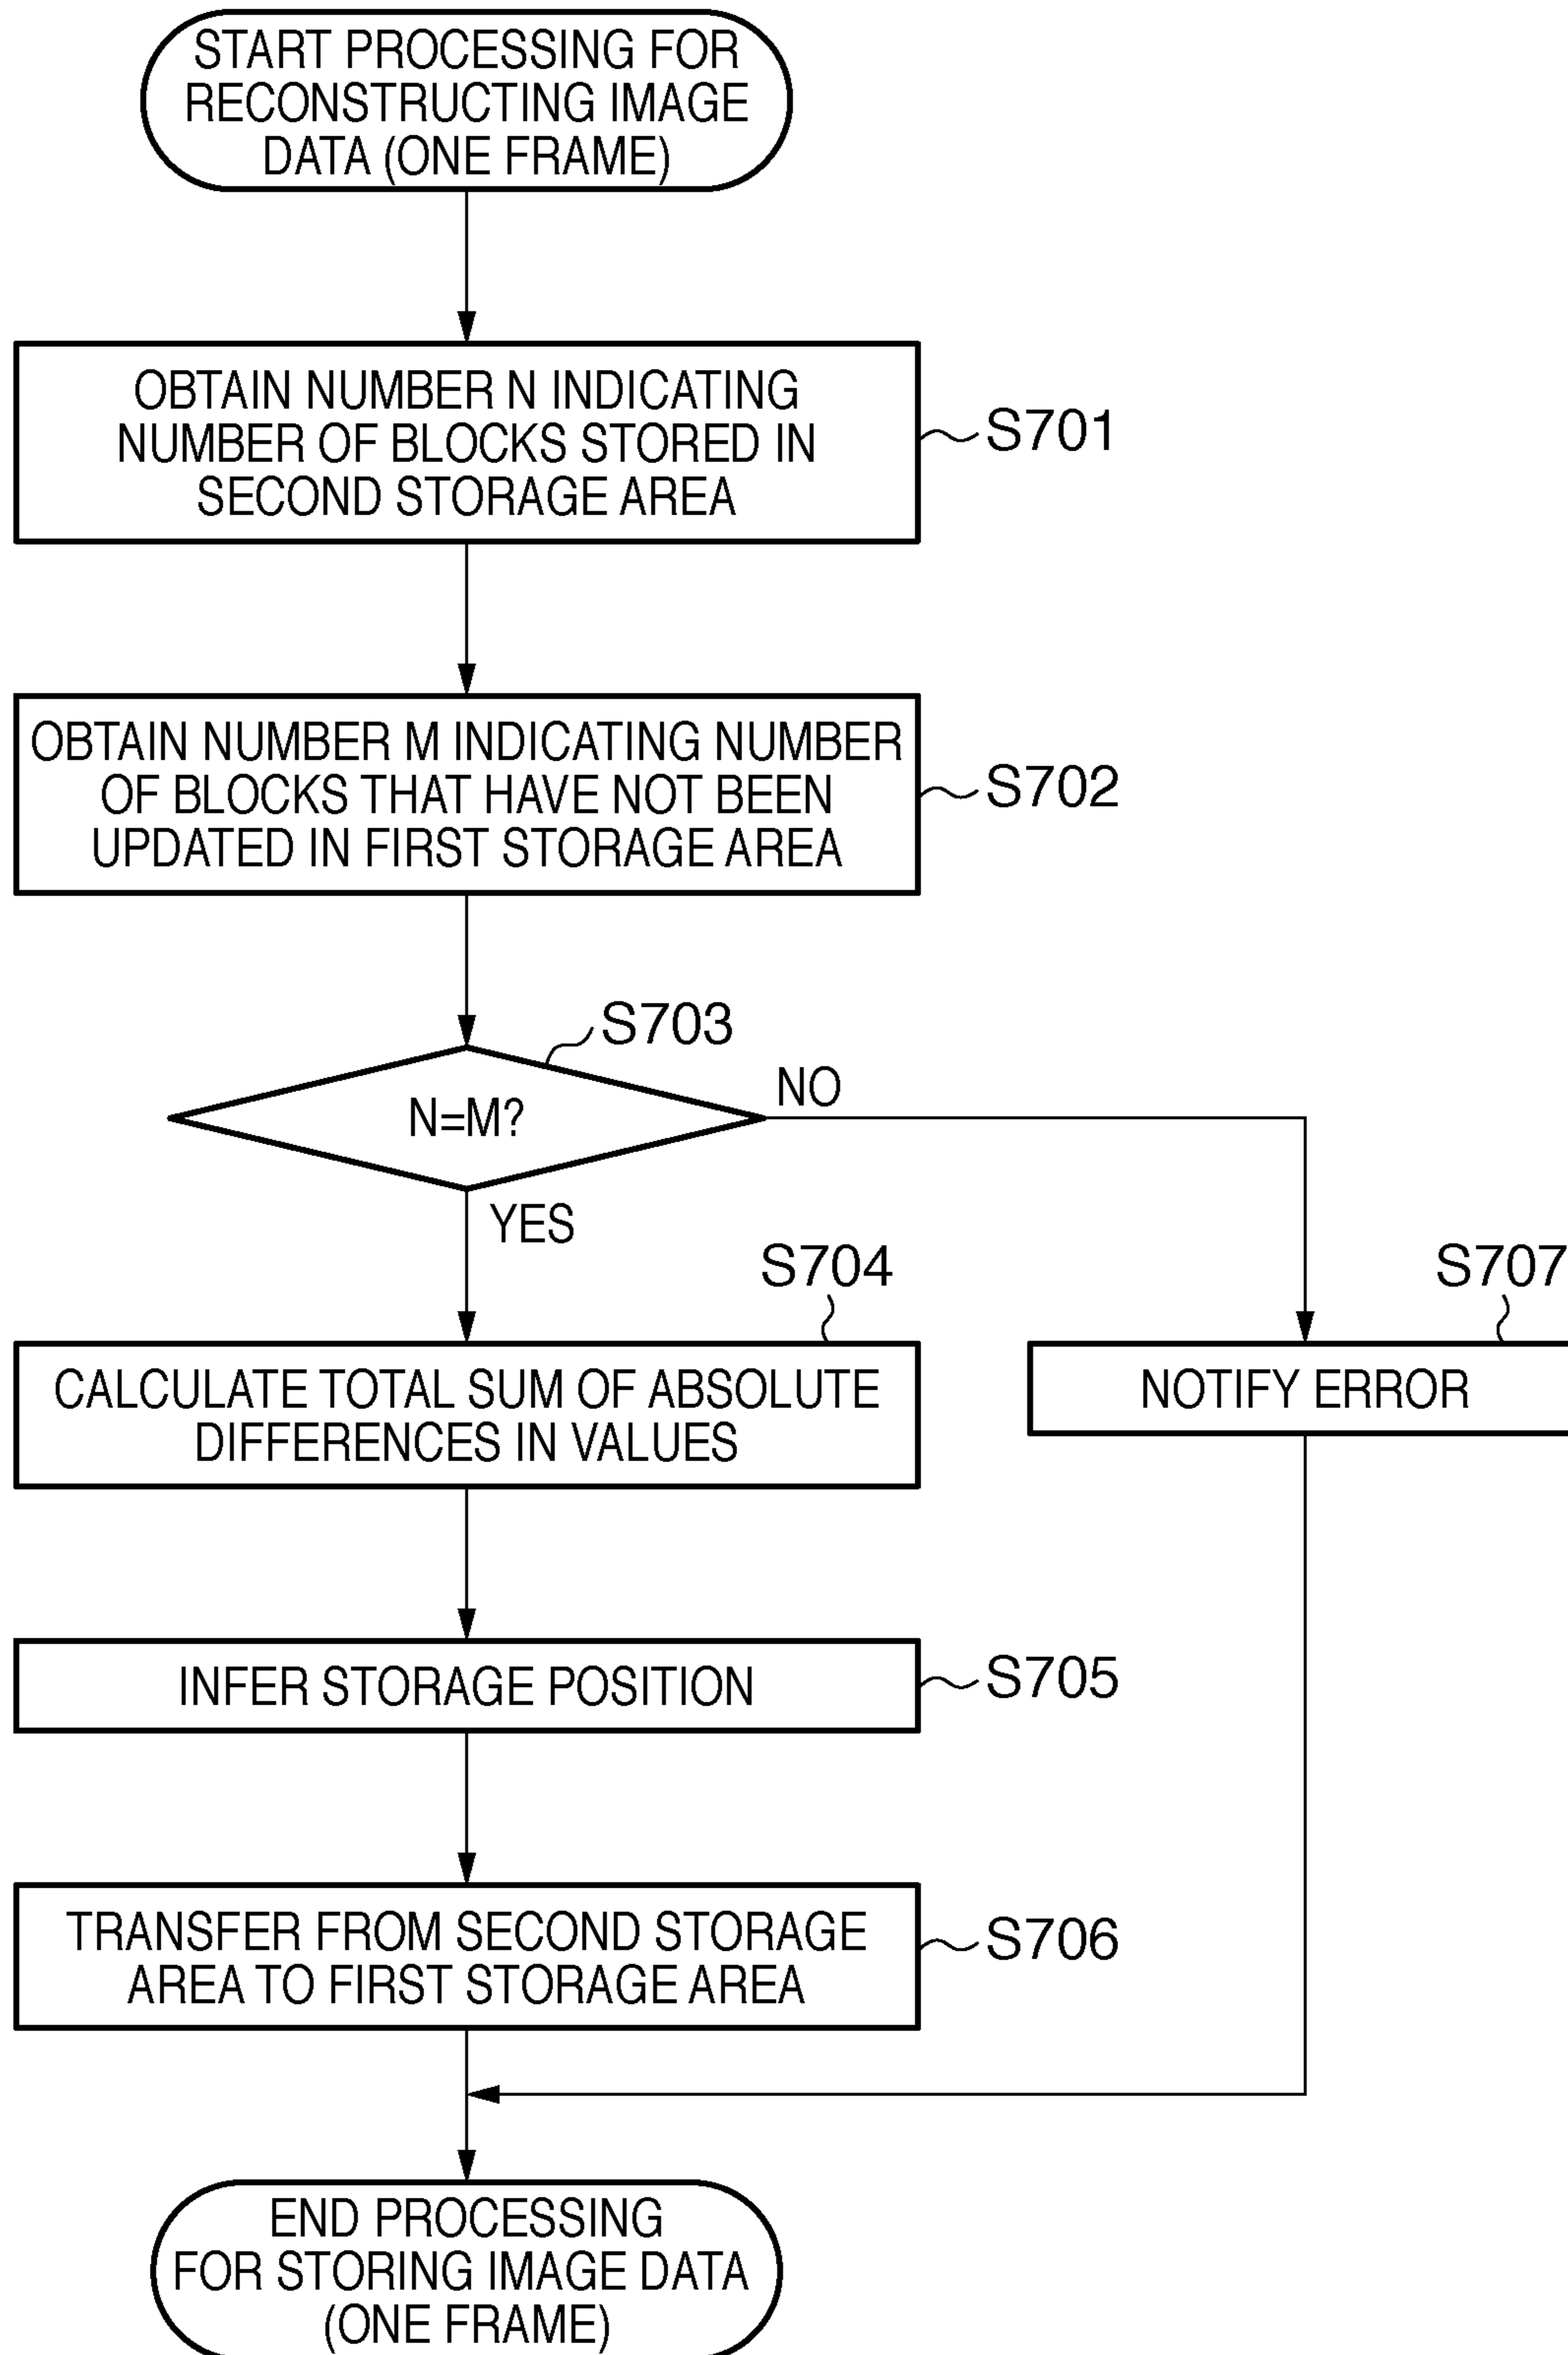 START PROCESSING FOR
RECONSTRUCTING IMAGE
DATA (ONE FRAME)
OBTAIN NUMBER N INDICATING
NUMBER OF BLOCKS STORED IN
SECOND STORAGE AREA
S701
OBTAIN NUMBER M INDICATING NUMBER
OF BLOCKS THAT HAVE NOT BEEN
UPDATED IN FIRST STORAGE AREA
S702
S703
N=M?
NO
YES
S704
CALCULATE TOTAL SUM OF ABSOLUTE
DIFFERENCES IN VALUES
S707
NOTIFY ERROR
INFER STORAGE POSITION
S705
TRANSFER FROM SECOND STORAGE
AREA TO FIRST STORAGE AREA
S706
END PROCESSING
FOR STORING IMAGE DATA
(ONE FRAME)